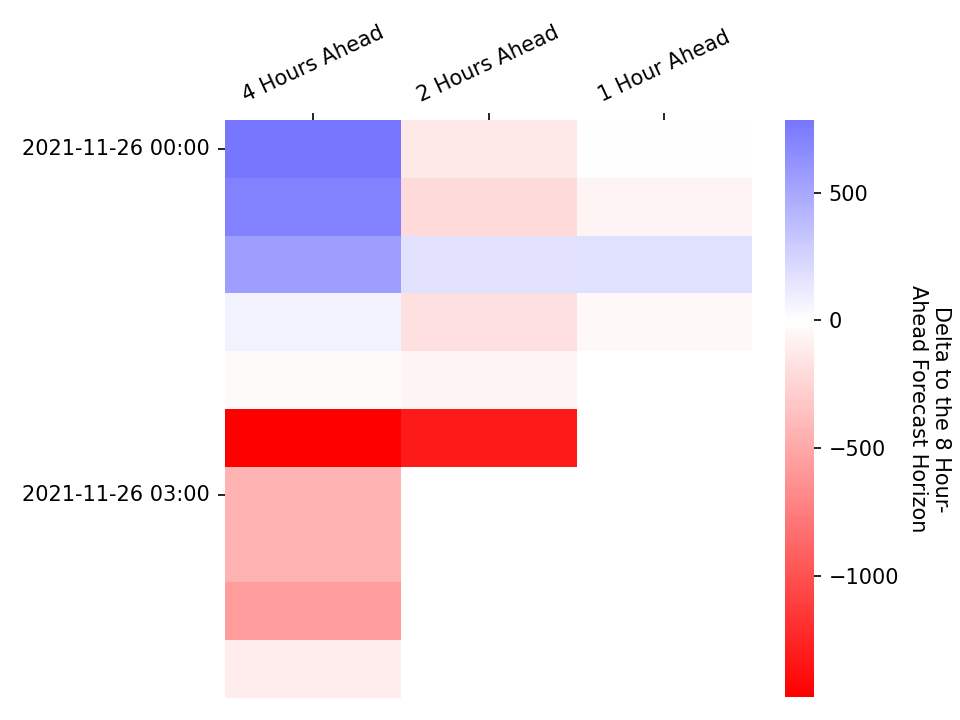 4 Hours Ahead
2 Hours Ahead
1 Hour Ahead
2021-11-26 00:00
2021-11-26 03:00
500
0
−500
−1000
Delta to the 8 Hour-
Ahead Forecast Horizon